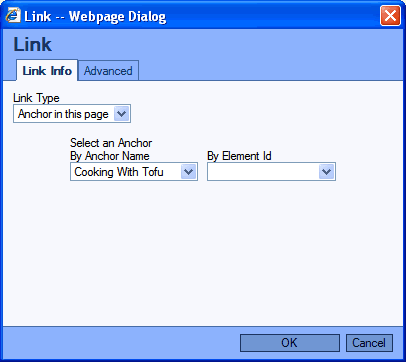 Link -- Webpage Dialog
Link
Link Info Advanced
Link Type
Anchor in this page
Select an Anchor
By Anchor Name By Element Id
Cooking With Tofu
OK Cancel